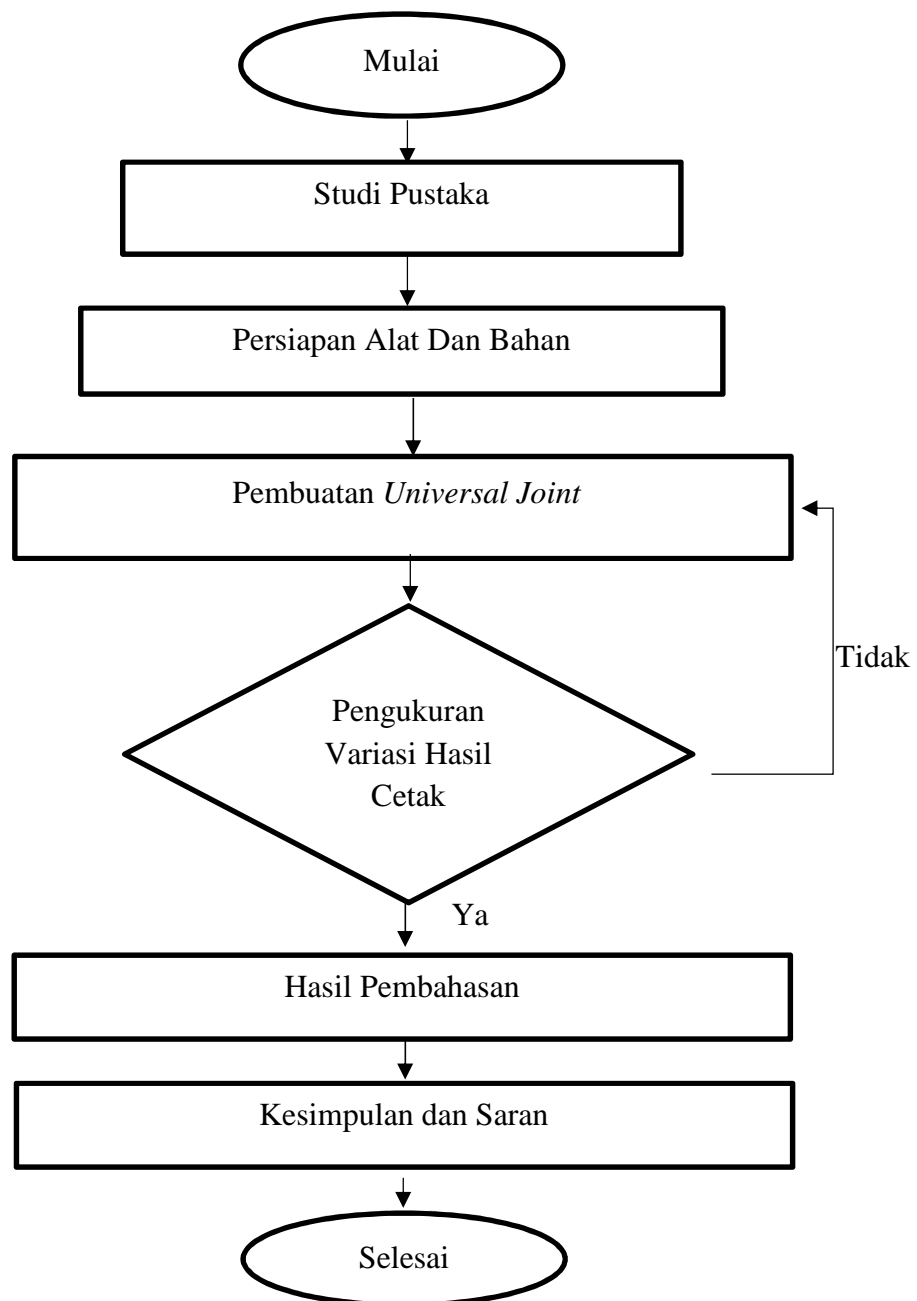 Mulai
Studi Pustaka
Persiapan Alat Dan Bahan
Pembuatan Universal Joint
Tidak
Pengukuran
Variasi Hasil
Cetak
Ya
Hasil Pembahasan
Kesimpulan dan Saran
Selesai